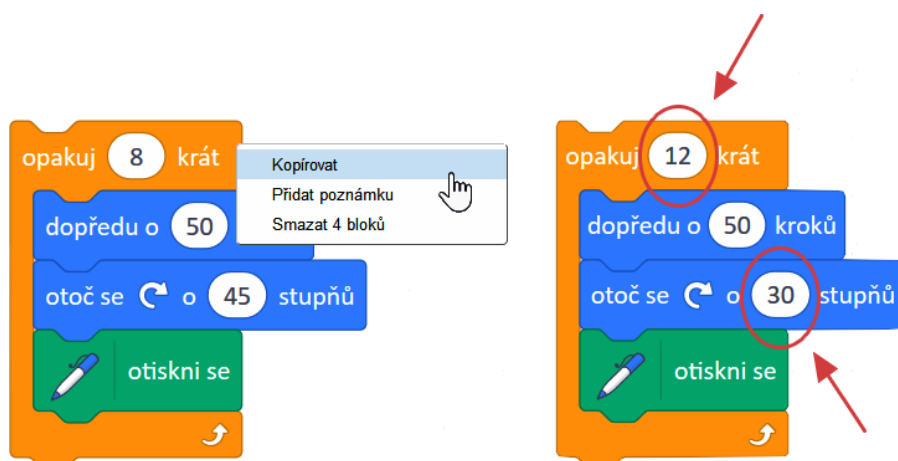 opakuj 8 krát
Kopírovat
Přidat poznámku
Smazat 4 bloků
dopředu o 50
otoč se o 45 stupňů
otiskni se
opakuj 12 krát
dopředu o 50 kroků
otoč se o 30 stupňů
otiskni se